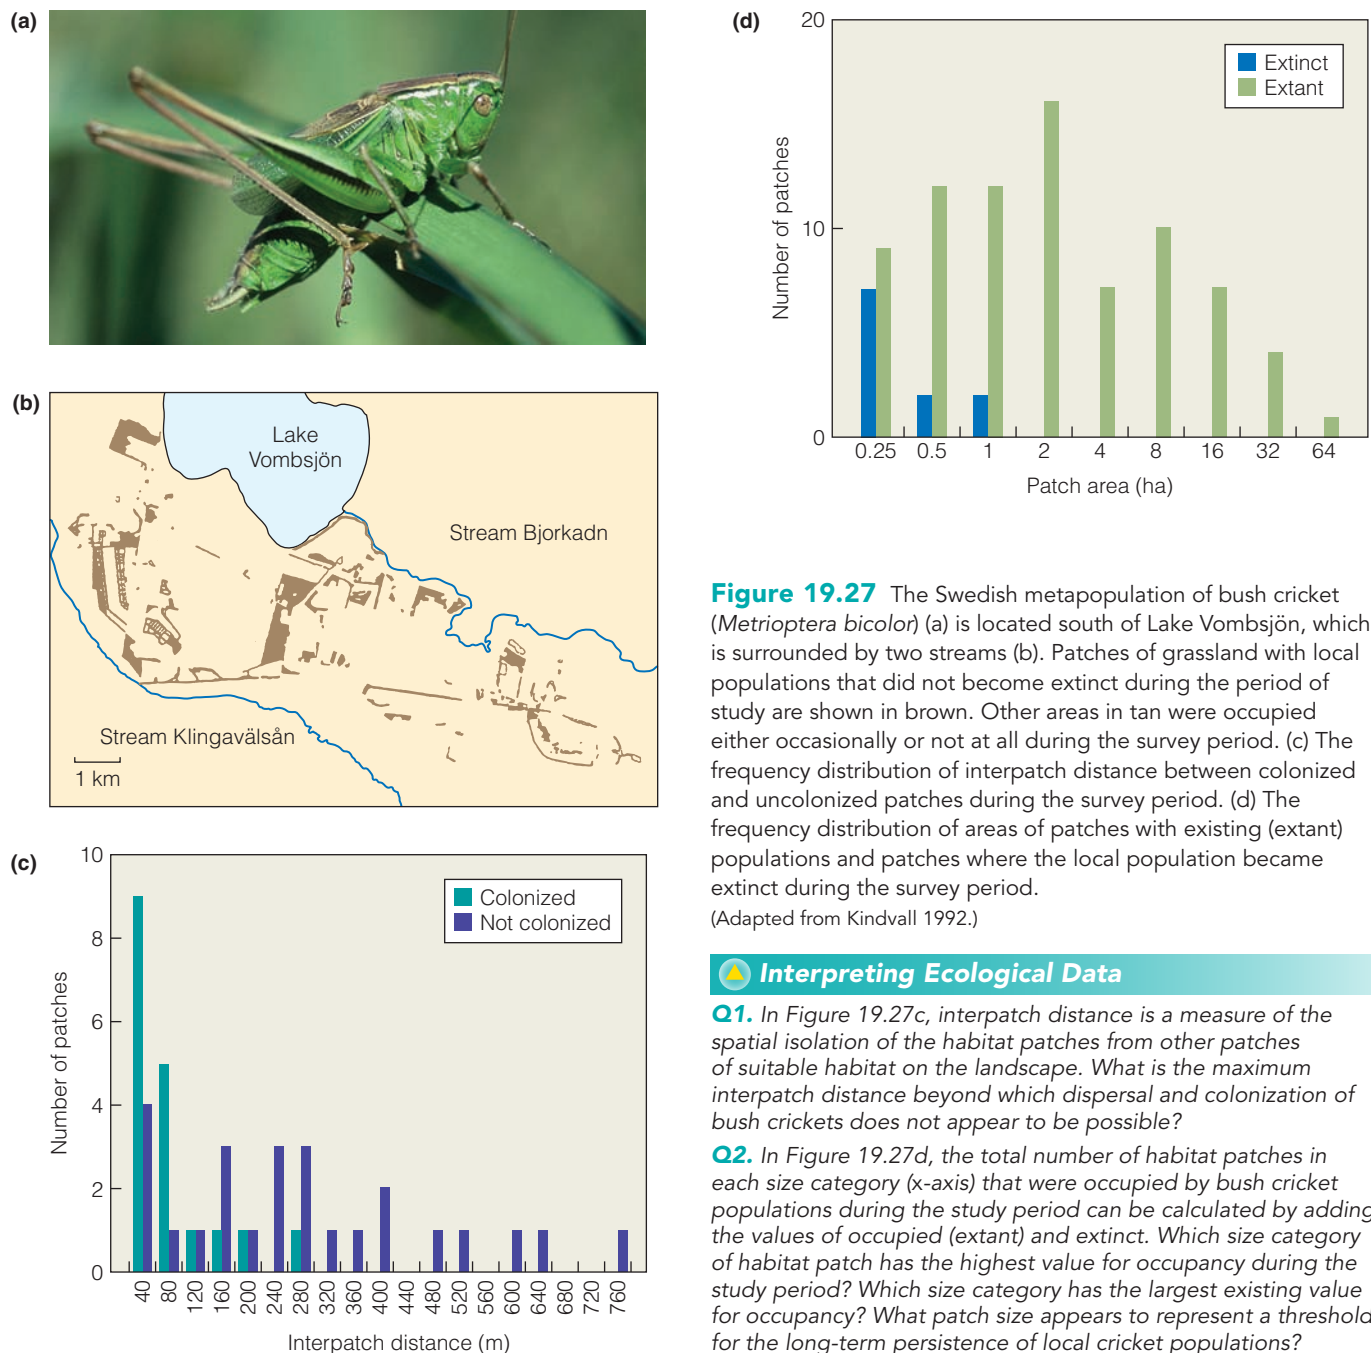 (a)
(b)
Lake
Vombsjön
Stream Bjorkadn
Stream Klingavälsån
1 km
(c)
10
8
6
4
2
0
Number of patches
Colonized
Not colonized
40 80 120 160 200 240 280 320 360 400 440 480 520 560 600 640 680 720 760
Interpatch distance (m)
(d)
20
10
0
Number of patches
Extinct
Extant
0.25 0.5 1 2 4 8 16 32 64
Patch area (ha)
Figure 19.27 The Swedish metapopulation of bush cricket
(Metrioptera bicolor) (a) is located south of Lake Vombsjön, which
is surrounded by two streams (b). Patches of grassland with local
populations that did not become extinct during the period of
study are shown in brown. Other areas in tan were occupied
either occasionally or not at all during the survey period. (c) The
frequency distribution of interpatch distance between colonized
and uncolonized patches during the survey period. (d) The
frequency distribution of areas of patches with existing (extant)
populations and patches where the local population became
extinct during the survey period.
(Adapted from Kindvall 1992.)
Interpreting Ecological Data
Q1. In Figure 19.27c, interpatch distance is a measure of the
spatial isolation of the habitat patches from other patches
of suitable habitat on the landscape. What is the maximum
interpatch distance beyond which dispersal and colonization of
bush crickets does not appear to be possible?
Q2. In Figure 19.27d, the total number of habitat patches in
each size category (x-axis) that were occupied by bush cricket
populations during the study period can be calculated by adding
the values of occupied (extant) and extinct. Which size category
of habitat patch has the highest value for occupancy during the
study period? Which size category has the largest existing value
for occupancy? What patch size appears to represent a threshold
for the long-term persistence of local cricket populations?